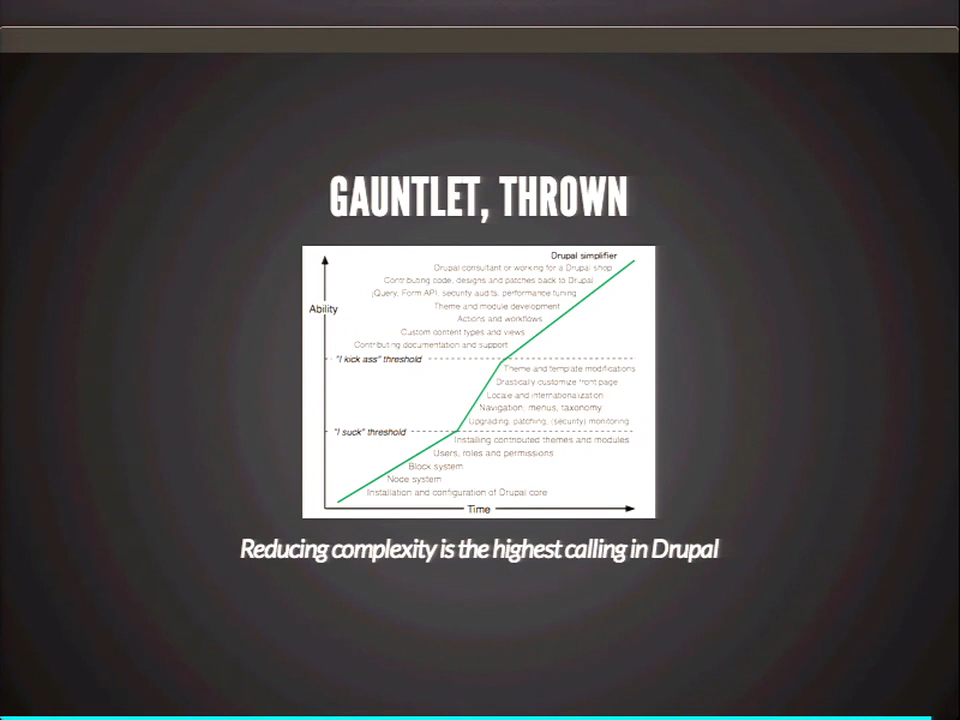 GAUNTLET, THROWN
Drupal simplifier
Drupal consultant or working for a Drupal shop
Contributing code, designs and patches back to Drupal
jQuery, Form API, security audits, performance tuning
Theme and module development
Ability
Actions and workflows
Custom content types and views
Contributing documentation and support
"I kick ass" threshold
Theme and template modifications
Drastically customize front page
Locale and internationalization
Navigation, menus, taxonomy
Upgrading, patching, (security) monitoring
"I suck" threshold
Installing contributed themes and modules
Users, roles and permissions
Block system
Node system
Installation and configuration of Drupal core
Time
Reducing complexity is the highest calling in Drupal